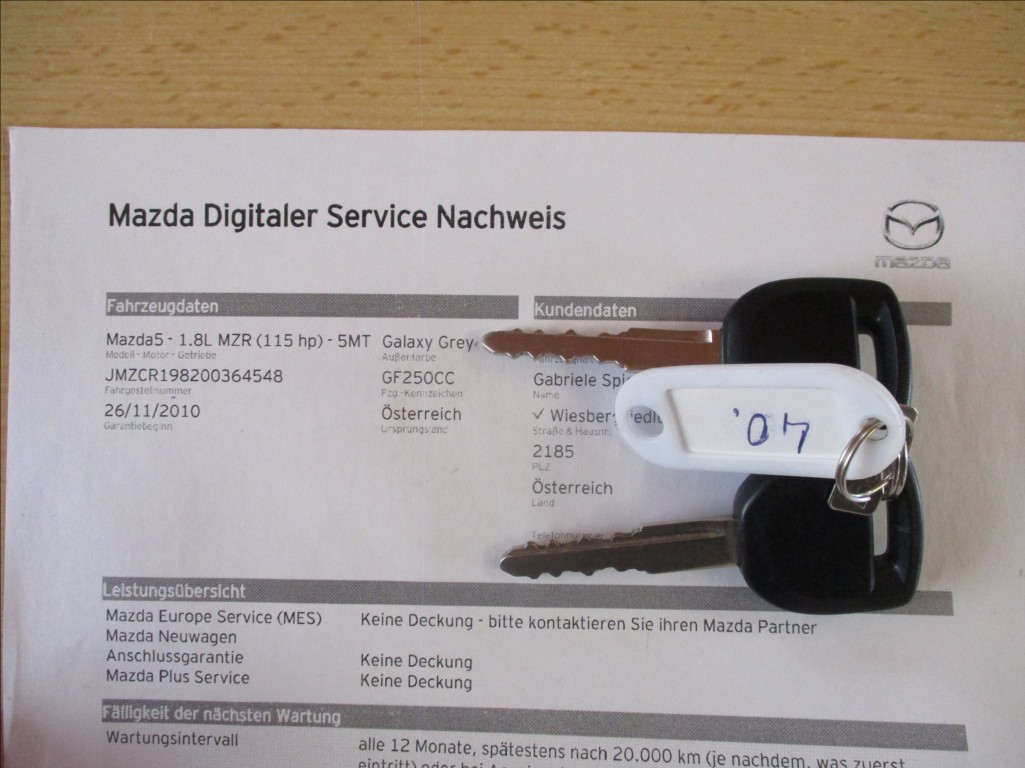 Mazda Digitaler Service Nachweis
mazda
Fahrzeugdaten
Kundendaten
Mazda5 - 1.8L MZR (115 hp) - 5MT
Galaxy Grey
Modell - Motor - Getriebe
Außenfarbe
JMZCR198200364548
GF250CC
Fahrgestellnummer
Fzg.-Kennzeichen
26/11/2010
Österreich
Garantiebeginn
Ursprungsland
Gabriele
Name
✓
Straße & Hausnr.
2185
PLZ
Österreich
Land
Telefonnummer
40.
Leistungsübersicht
Mazda Europe Service (MES)
Keine Deckung - bitte kontaktieren Sie ihren Mazda Partner
Mazda Neuwagen
Anschlussgarantie
Keine Deckung
Mazda Plus Service
Keine Deckung
Fälligkeit der nächsten Wartung
Wartungsintervall
alle 12 Monate, spätestens nach 20.000 km (je nachdem, was zuerst
eintritt) oder bei